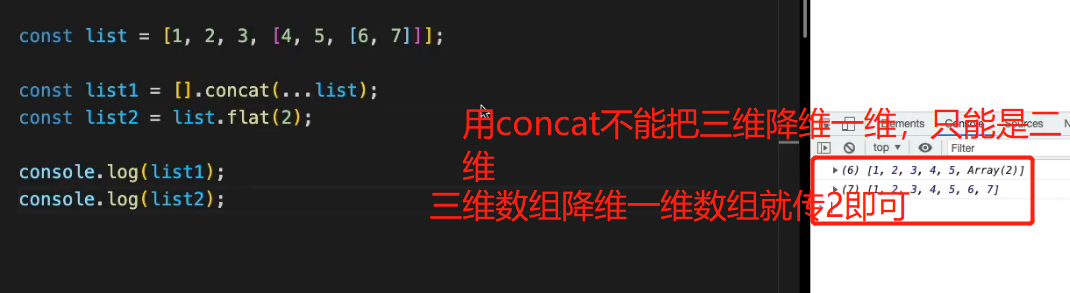 const list = [1, 2, 3, [4, 5, [6, 7]]];
const list1 = [].concat(...list);
const list2 = list.flat(2);
console.log(list1);
console.log(list2);
用concat不能把三维降维一维，只能是二
维
三维数组降维一维数组就传2即可
Elements
Sources
top
Filter
(6) [1, 2, 3, 4, 5, Array(2)]
(7) [1, 2, 3, 4, 5, 6, 7]